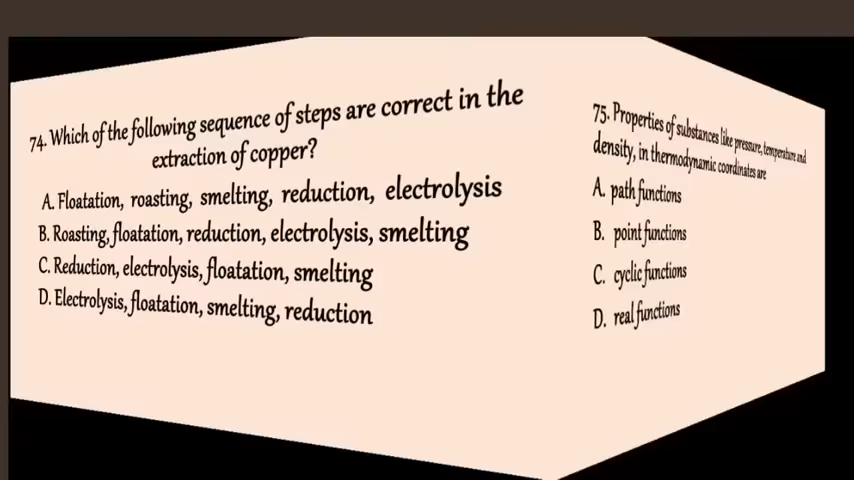 74. Which of the following sequence of steps are correct in the
extraction of copper?
A. Floatation, roasting, smelting, reduction, electrolysis
B. Roasting, floatation, reduction, electrolysis, smelting
C. Reduction, electrolysis, floatation, smelting
D. Electrolysis, floatation, smelting, reduction
75. Properties of substances like pressure, temperature and
density, in thermodynamic coordinates are
A. path functions
B. point functions
C. cyclic functions
D. real functions